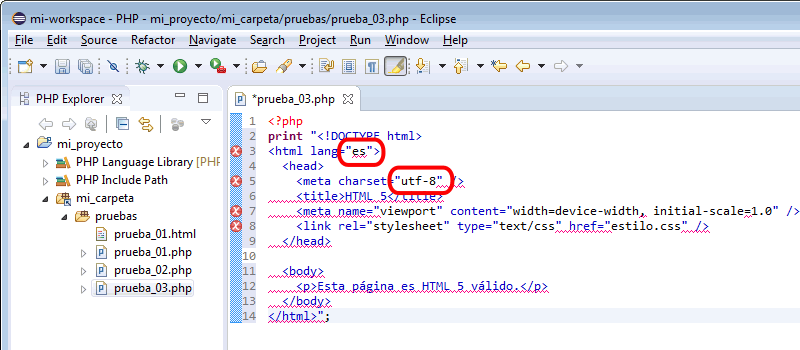 mi-workspace - PHP - mi_proyecto/mi_carpeta/pruebas/prueba_03.php - Eclipse
File Edit Source Refactor Navigate Search Project Run Window Help
PHP Explorer
mi_proyecto
PHP Language Library [PHP
PHP Include Path
mi_carpeta
pruebas
prueba_01.html
prueba_01.php
prueba_02.php
prueba_03.php
*prueba_03.php
1 <?php
2 print "<!DOCTYPE html>
3 <html lang="es">
4 <head>
5 <meta charset="utf-8" />
6 <title>HTML 5</title>
7 <meta name="viewport" content="width=device-width, initial-scale=1.0" />
8 <link rel="stylesheet" type="text/css" href="estilo.css" />
9 </head>
10
11 <body>
12 <p>Esta página es HTML 5 válido.</p>
13 </body>
14 </html>";